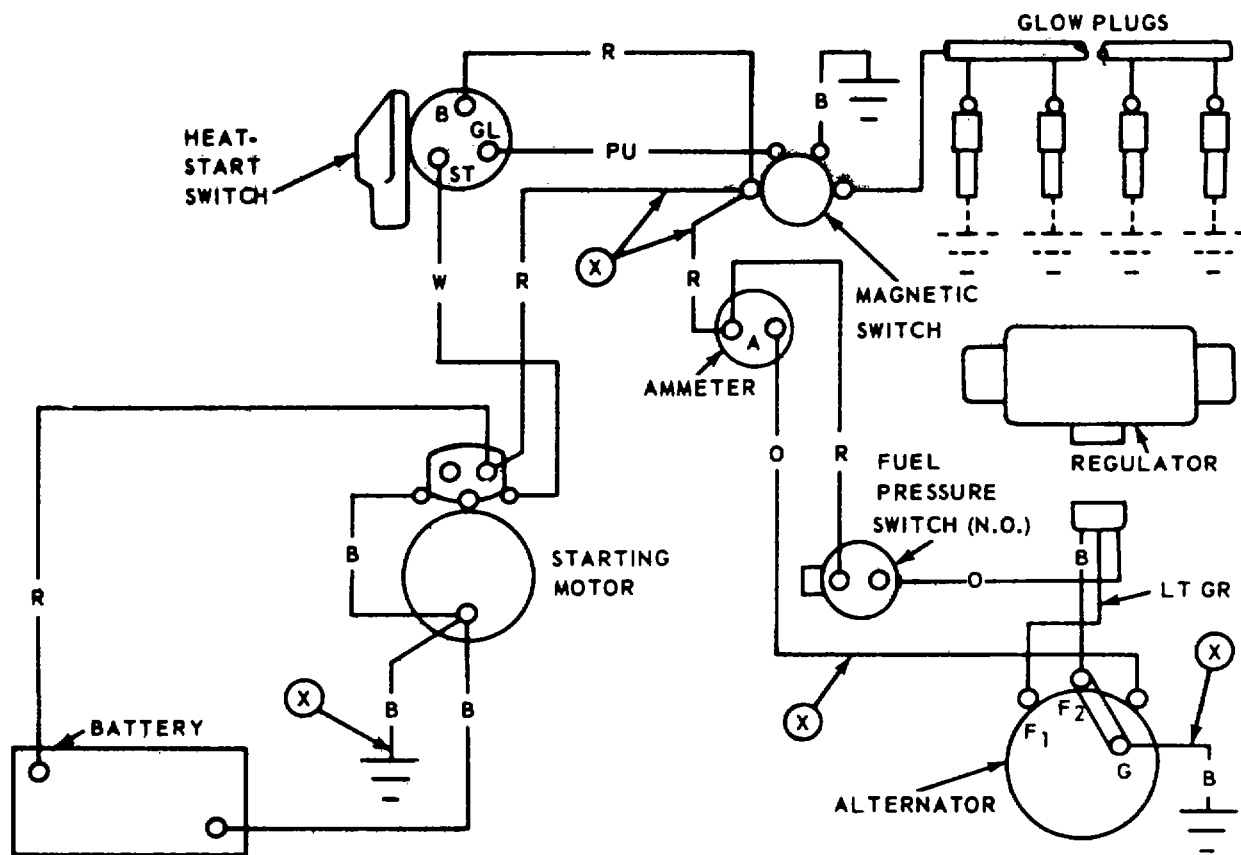 GLOW PLUGS
R
B
B
GL
HEAT-
START
SWITCH
PU
ST
X
W
R
R
MAGNETIC
SWITCH
A
AMMETER
O
R
FUEL
PRESSURE
SWITCH (N.O.)
REGULATOR
B
STARTING
MOTOR
B
O
LT GR
R
X
X
X
B
B
BATTERY
F1
F2
G
B
ALTERNATOR